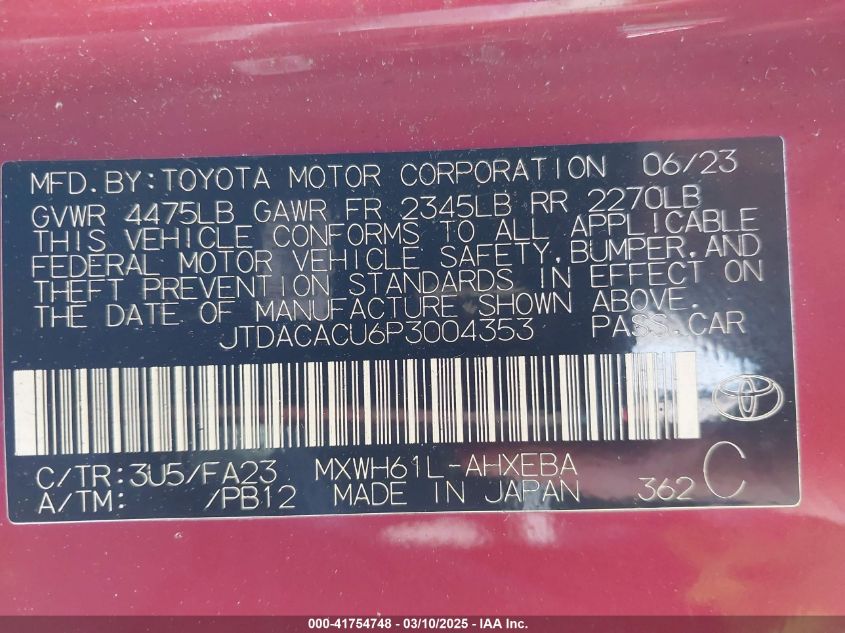 MFD.BY:TOYOTA MOTOR CORPORATION 06/23
GVWR 4475LB GAWR FR 2345LB RR 2270LB
THIS VEHICLE CONFORMS TO ALL APPLICABLE
FEDERAL MOTOR VEHICLE SAFETY,BUMPER,AND
THEFT PREVENTION STANDARDS IN EFFECT ON
THE DATE OF MANUFACTURE SHOWN ABOVE.
JTDACACU6P3004353 PASS.CAR
C/TR:3U5/FA23 MXWH61L-AHXEBA
A/TM: /PB12 MADE IN JAPAN 362 C
000-41754748 - 03/10/2025 - IAA Inc.